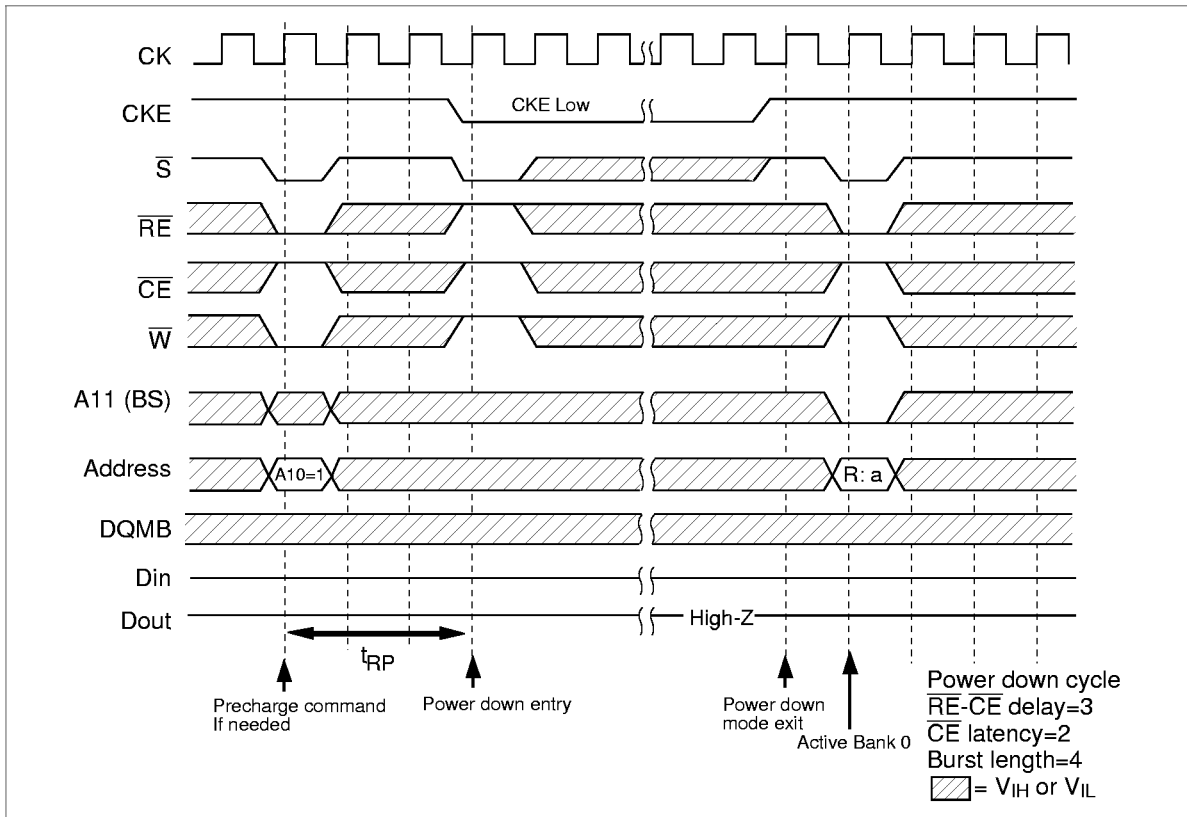 CK
CKE
CKE Low
S
RE
CE
W
A11 (BS)
Address
A10=1
R: a
DQMB
Din
Dout
High-Z
tRP
Precharge command
If needed
Power down entry
Power down
mode exit
Active Bank 0
Power down cycle
RE-CE delay=3
CE latency=2
Burst length=4
= VIH or VIL